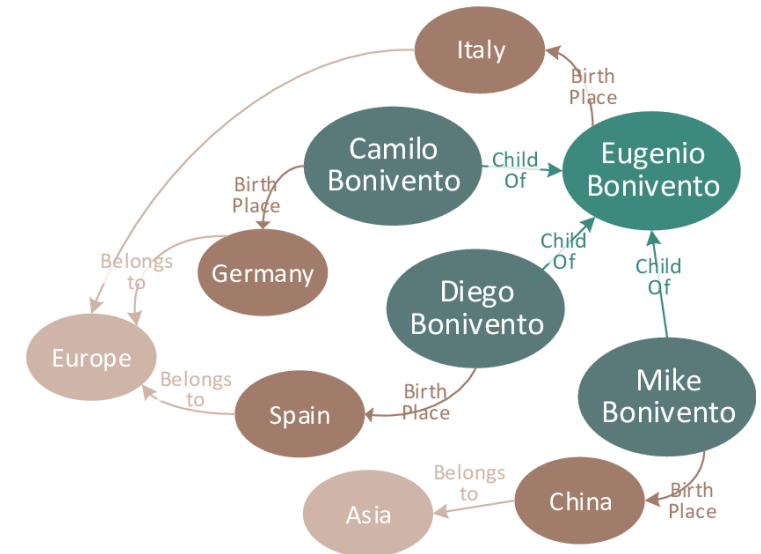 Italy
Birth
Place
Camilo
Bonivento
Child
Of
Eugenio
Bonivento
Birth
Place
Belongs
to
Germany
Child
Of
Child
Of
Diego
Bonivento
Europe
Belongs
to
Spain
Birth
Place
Mike
Bonivento
Belongs
to
Asia
China
Birth
Place